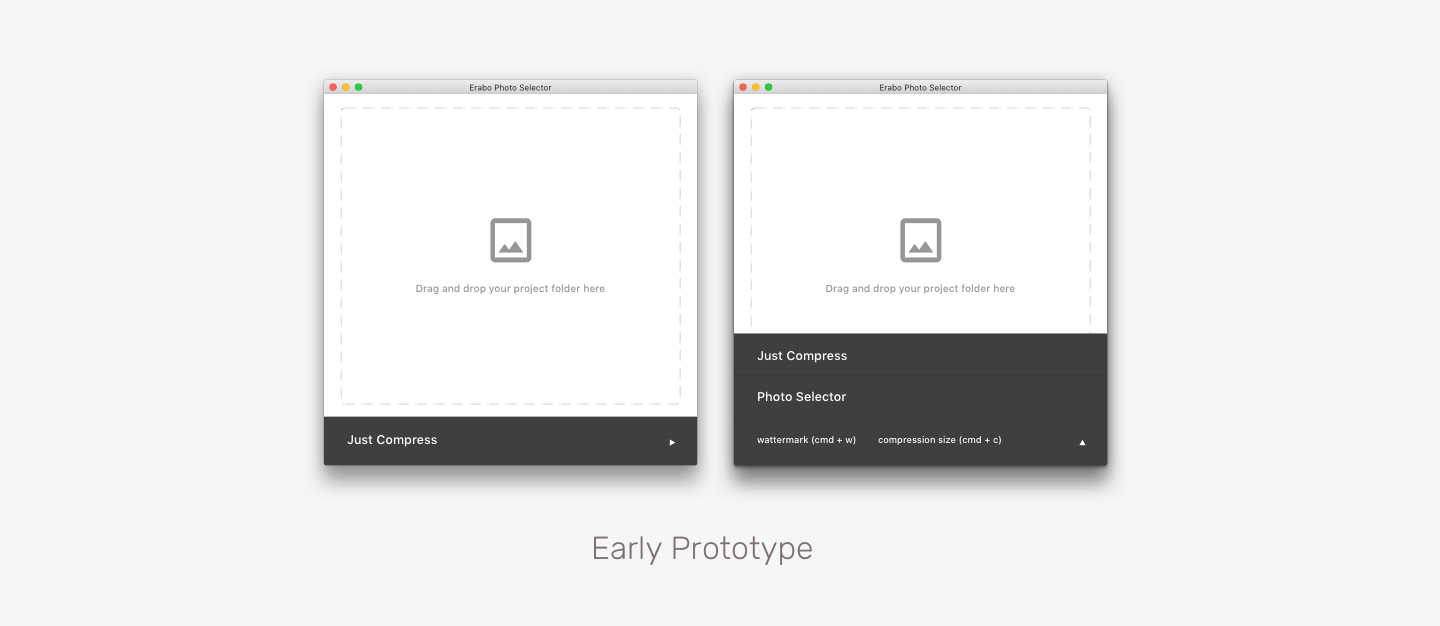 Erabo Photo Selector
Drag and drop your project folder here
Just Compress
Erabo Photo Selector
Drag and drop your project folder here
Just Compress
Photo Selector
wattermark (cmd + w) compression size (cmd + c)
Early Prototype